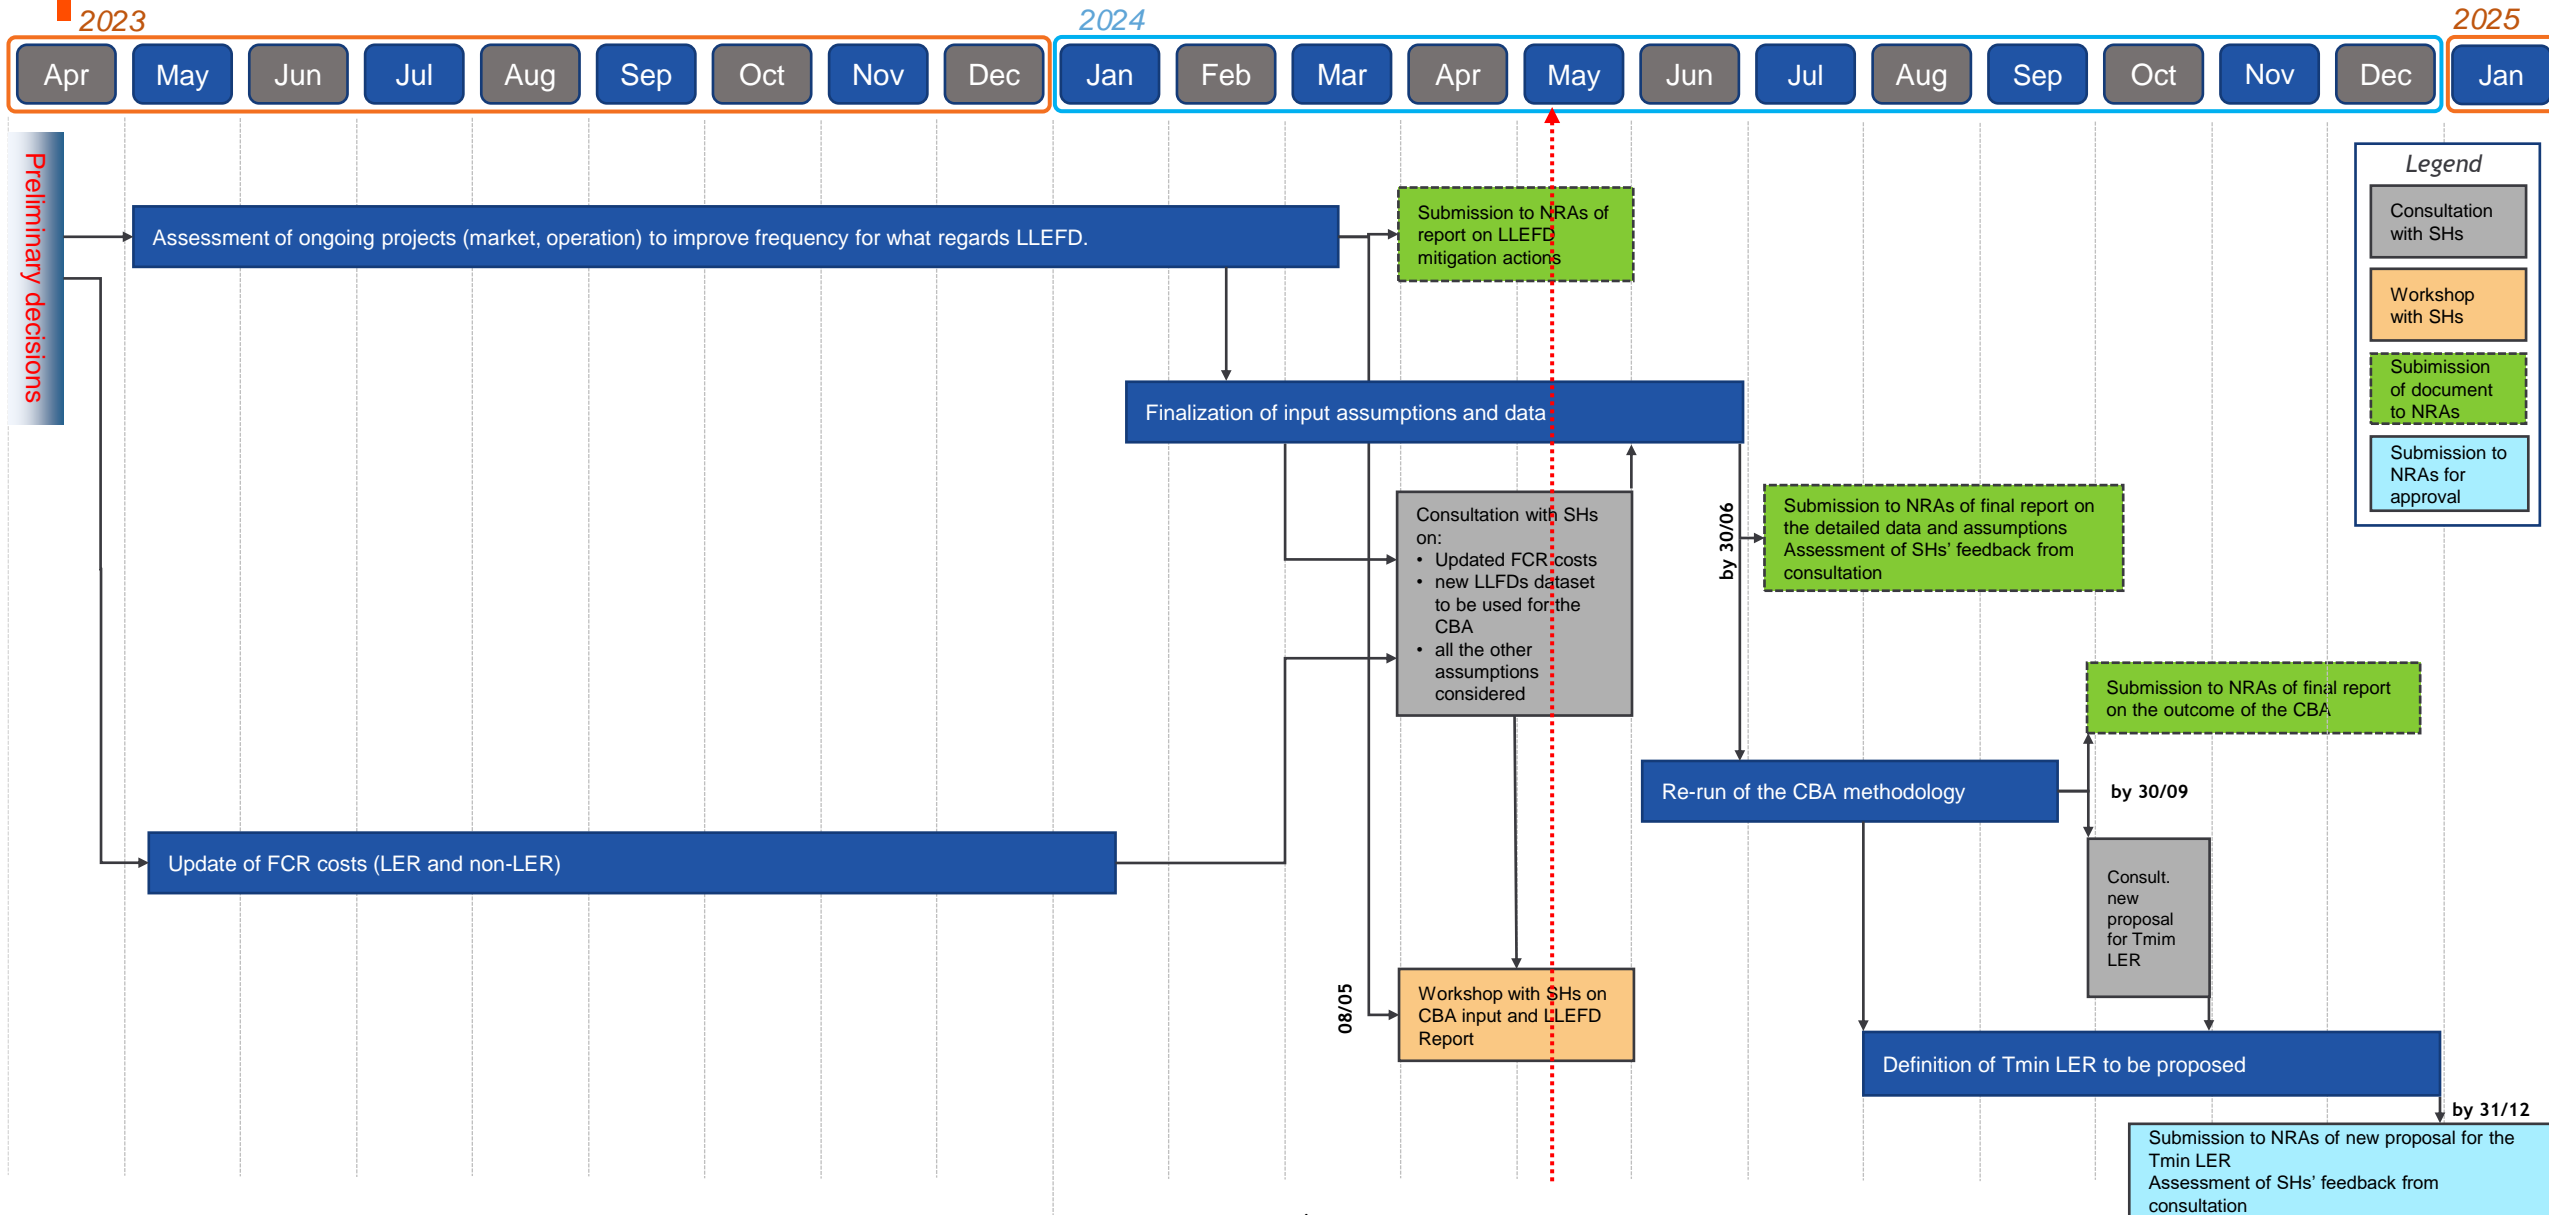 2023
2024
2025
Apr
May
Jun
Jul
Aug
Sep
Oct
Nov
Dec
Jan
Feb
Mar
Apr
May
Jun
Jul
Aug
Sep
Oct
Nov
Dec
Jan
Preliminary decisions
Legend
Consultation
with SHs
Workshop
with SHs
Subimission
of document
to NRAs
Submission to
NRAs for
approval
Assessment of ongoing projects (market, operation) to improve frequency for what regards LLEFD.
Submission to NRAs of
report on LLEFD
mitigation actions
Finalization of input assumptions and data
Consultation with SHs
on:
• Updated FCR costs
• new LLFDs dataset
to be used for the
CBA
• all the other
assumptions
considered
by 30/06
Submission to NRAs of final report on
the detailed data and assumptions
Assessment of SHs' feedback from
consultation
Submission to NRAs of final report
on the outcome of the CBA
Re-run of the CBA methodology
by 30/09
Update of FCR costs (LER and non-LER)
Consult.
new
proposal
for Tmim
LER
08/05
Workshop with SHs on
CBA input and LLEFD
Report
Definition of Tmin LER to be proposed
by 31/12
Submission to NRAs of new proposal for the
Tmin LER
Assessment of SHs' feedback from
consultation